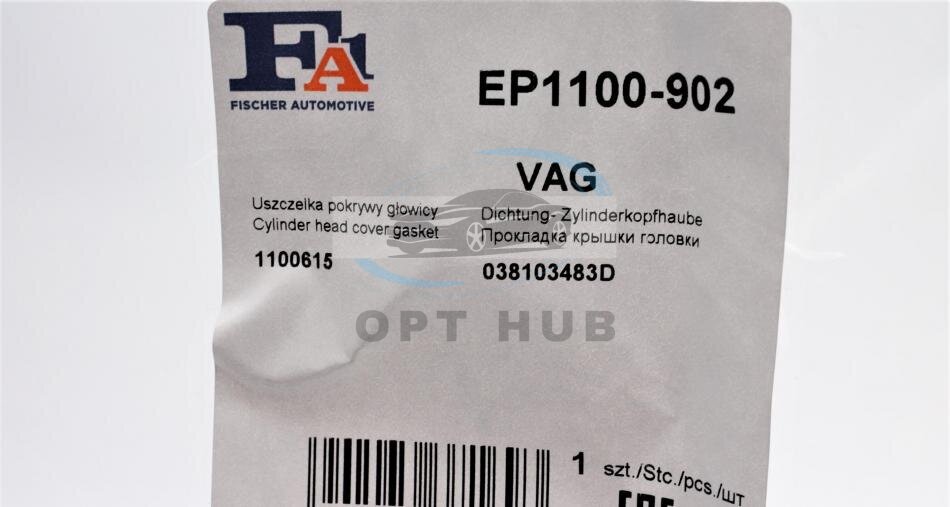 FA1
FISCHER AUTOMOTIVE
EP1100-902
VAG
Uszczelka pokrywy głowicy
Cylinder head cover gasket
1100615
Dichtung- Zylinderkopfhaube
Прокладка крышки головки
038103483D
OPT HUB
1 szt./Stc./pcs./шт